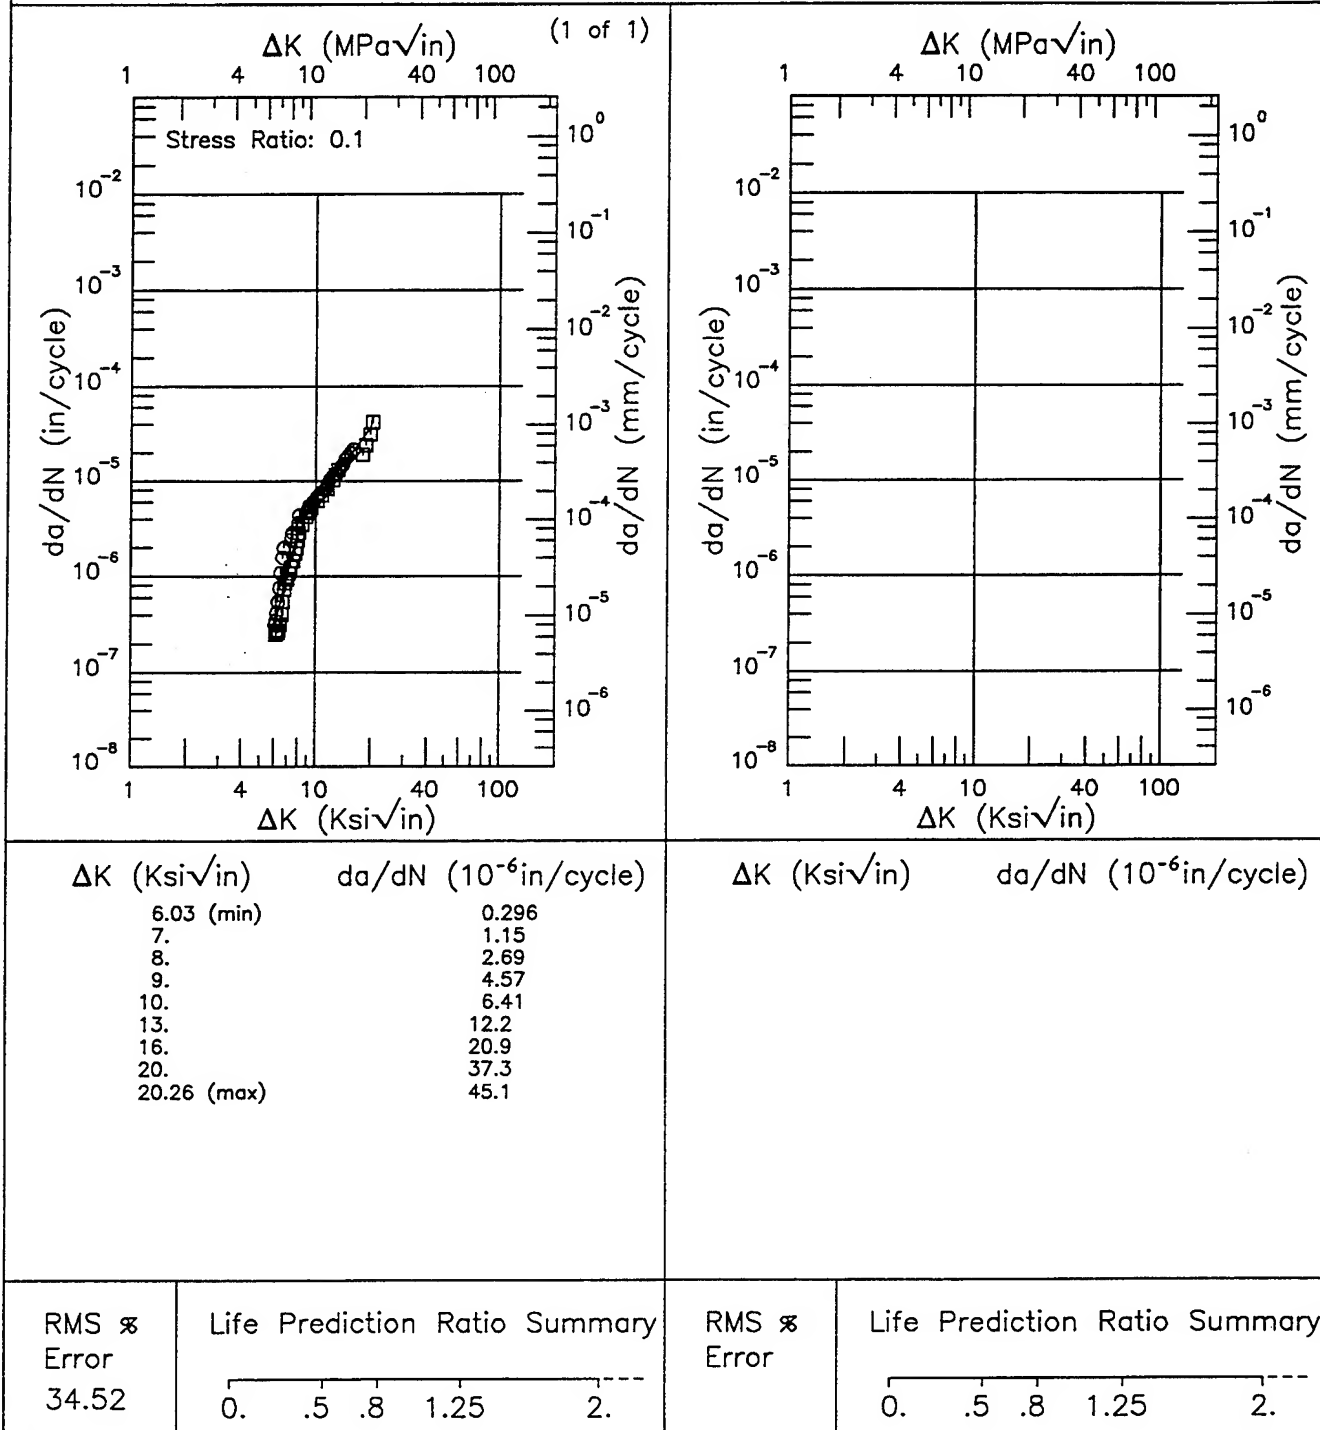 (1 of 1)
ΔK (MPa√in)
1 4 10 40 100
Stress Ratio: 0.1
da/dN (in/cycle)
10⁻²
10⁻³
10⁻⁴
10⁻⁵
10⁻⁶
10⁻⁷
10⁻⁸
da/dN (mm/cycle)
10⁰
10⁻¹
10⁻²
10⁻³
10⁻⁴
10⁻⁵
10⁻⁶
1 4 10 40 100
ΔK (Ksi√in)
ΔK (MPa√in)
1 4 10 40 100
da/dN (in/cycle)
10⁻²
10⁻³
10⁻⁴
10⁻⁵
10⁻⁶
10⁻⁷
10⁻⁸
da/dN (mm/cycle)
10⁰
10⁻¹
10⁻²
10⁻³
10⁻⁴
10⁻⁵
10⁻⁶
1 4 10 40 100
ΔK (Ksi√in)
ΔK (Ksi√in) da/dN (10⁻⁶in/cycle)
6.03 (min) 0.296
7. 1.15
8. 2.69
9. 4.57
10. 6.41
13. 12.2
16. 20.9
20. 37.3
20.26 (max) 45.1
ΔK (Ksi√in) da/dN (10⁻⁶in/cycle)
RMS %
Error
34.52
Life Prediction Ratio Summary
0. .5 .8 1.25 2.
RMS %
Error
Life Prediction Ratio Summary
0. .5 .8 1.25 2.